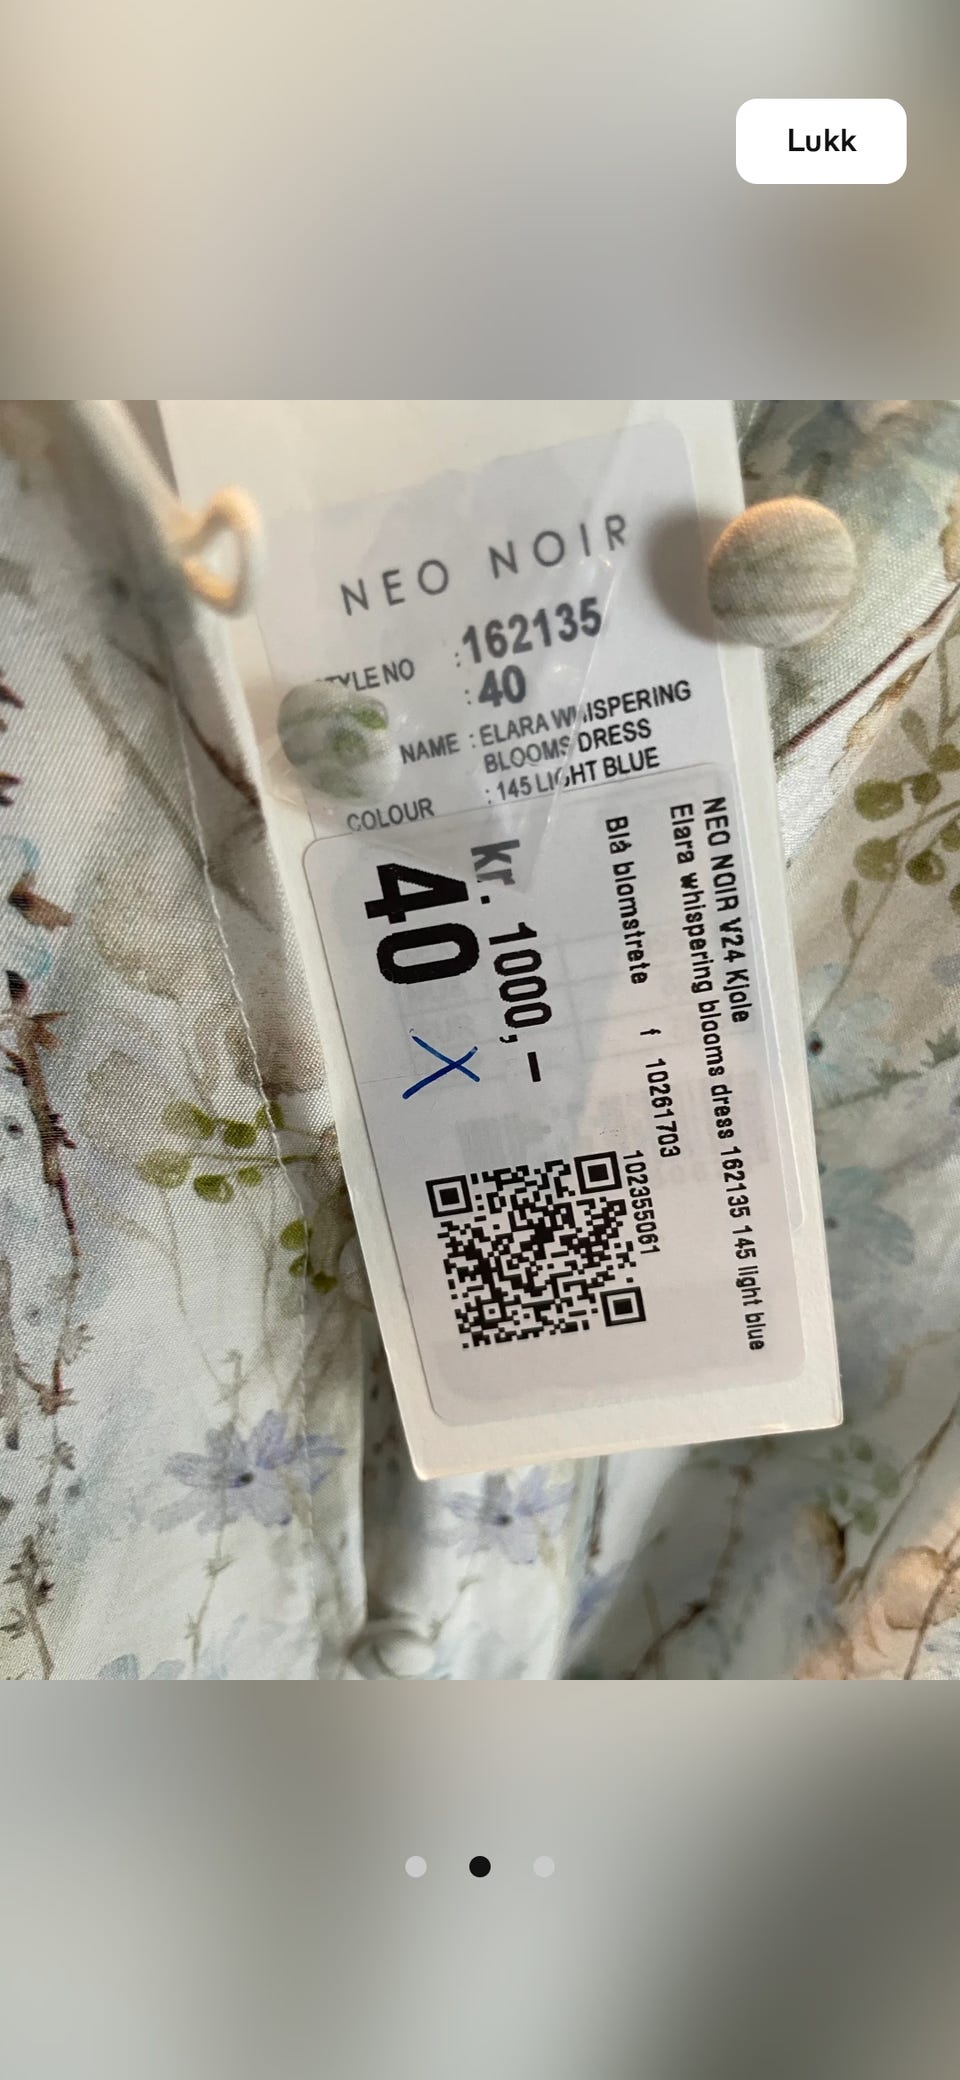 Lukk
NEO NOIR
STYLE NO :162135
:40
NAME : ELARA WHISPERING
BLOOMS DRESS
COLOUR : 145 LIGHT BLUE
NEO NOIR V24 Kjole
Elara whispering blooms dress 162135 145 light blue
Blå blomstrete f 10261703
102355061
kr. 1000,–
40 X